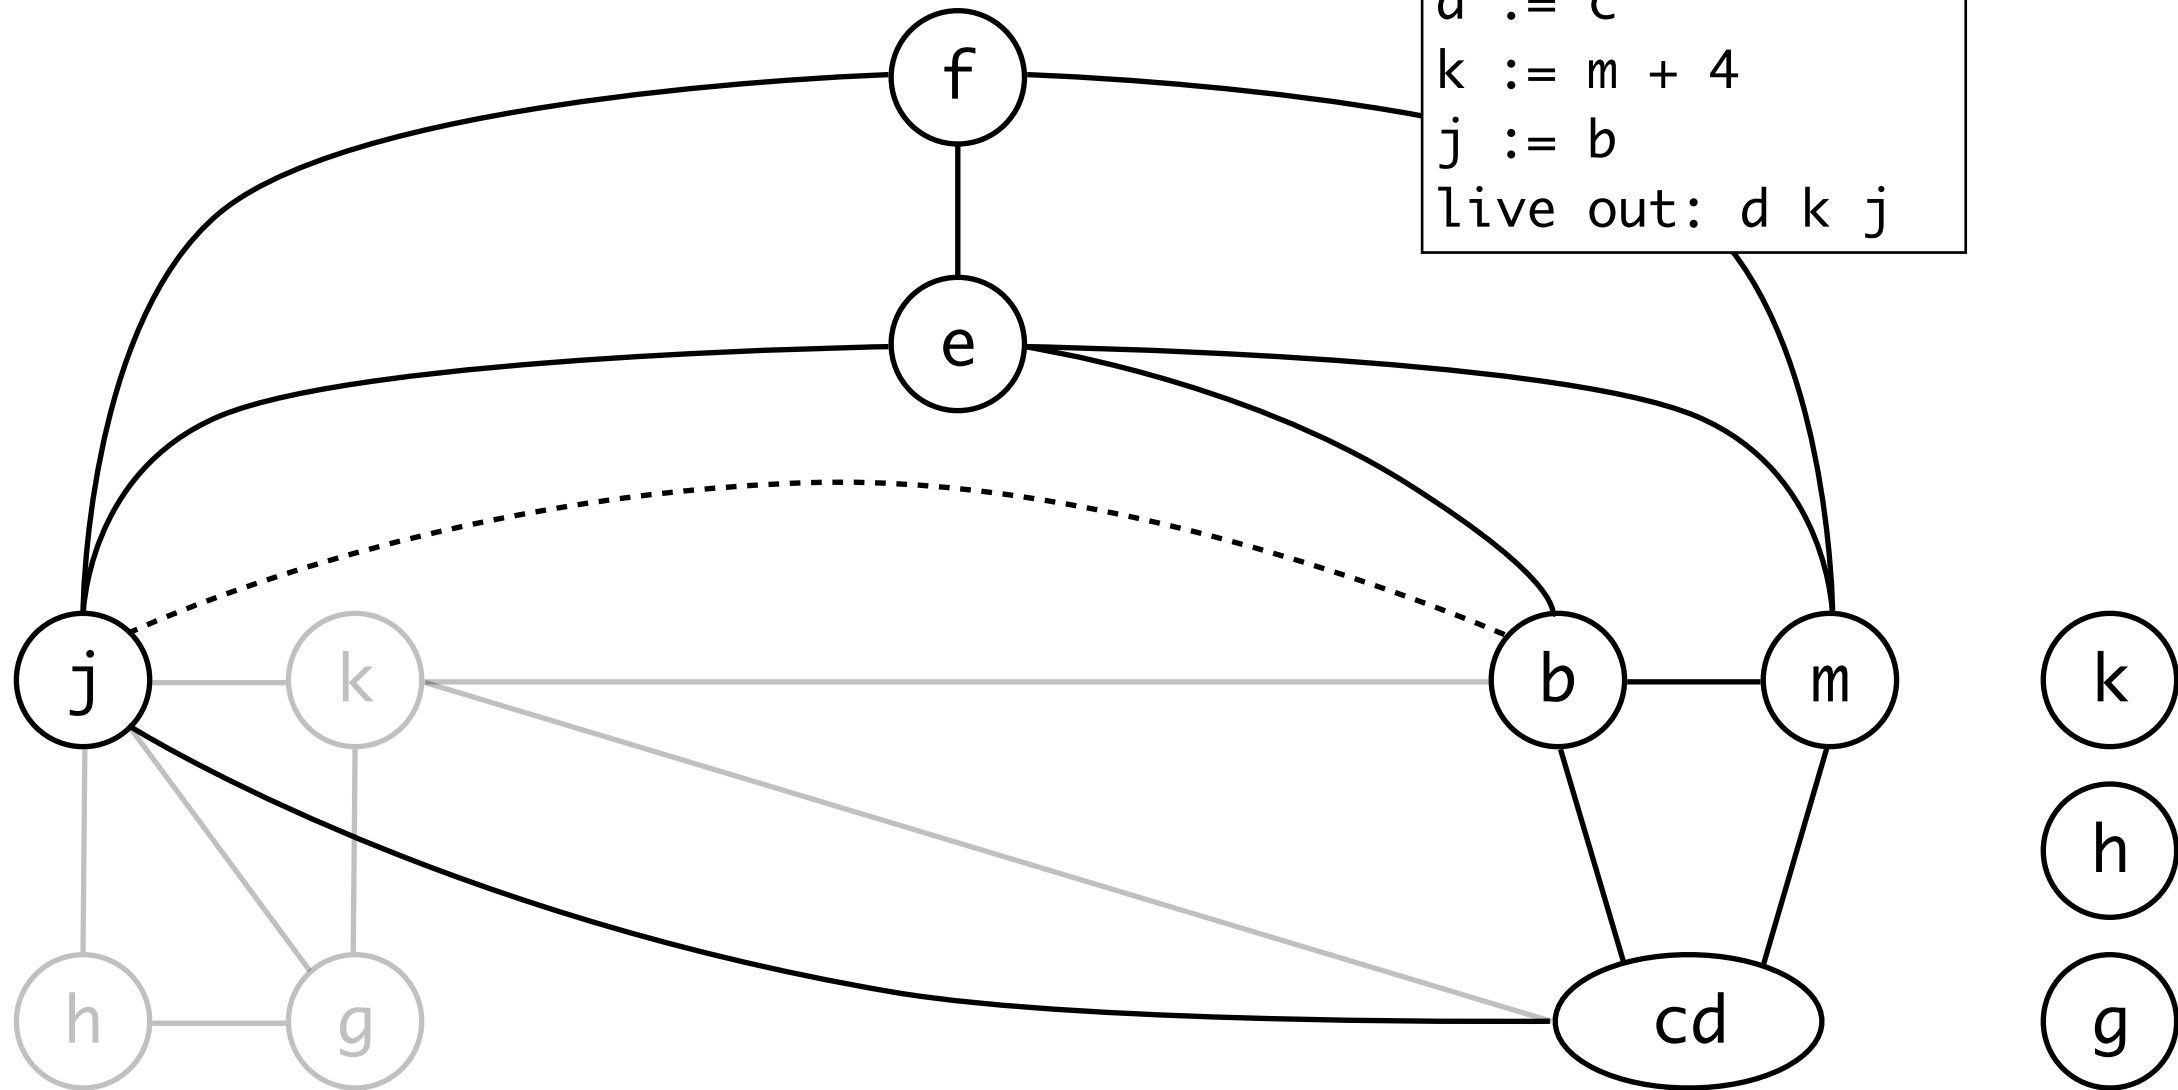 d := c
k := m + 4
j := b
live out: d k j
f
e
j
k
b
m
k
h
h
g
cd
g